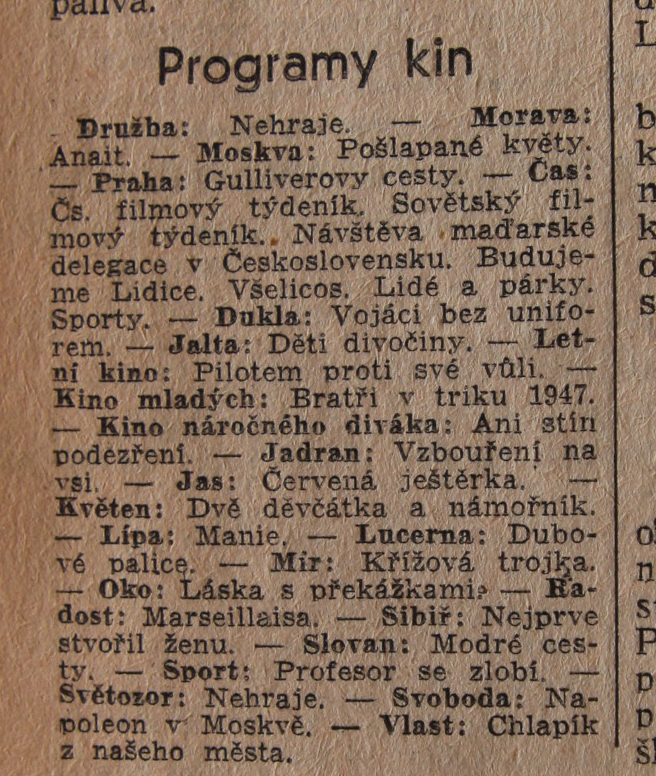 paliva.
Programy kin
Družba: Nehraje. — Morava:
Anait. — Moskva: Pošlapané květy.
— Praha: Gulliverovy cesty. — Čas:
Čs. filmový týdeník. Sovětský fil-
mový týdeník. Návštěva maďarské
delegace v Československu. Buduje-
me Lidice. Všelicos. Lidé a párky.
Sporty. — Dukla: Vojáci bez unifo-
rem. — Jalta: Děti divočiny. — Let-
ní kino: Pilotem proti své vůli. —
Kino mladých: Bratři v triku 1947.
— Kino náročného diváka: Ani stín
podezření. — Jadran: Vzbouření na
vsi. — Jas: Červená ještěrka. —
Květen: Dvě děvčátka a námořník.
— Lípa: Manie. — Lucerna: Dubo-
vé palice. — Mír: Křížová trojka.
— Oko: Láska s překážkami. — Ra-
dost: Marseillaisa. — Sibiř: Nejprve
stvořil ženu. — Slovan: Modré ces-
ty. — Sport: Profesor se zlobí. —
Světozor: Nehraje. — Svoboda: Na-
poleon v Moskvě. — Vlast: Chlapík
z našeho města.